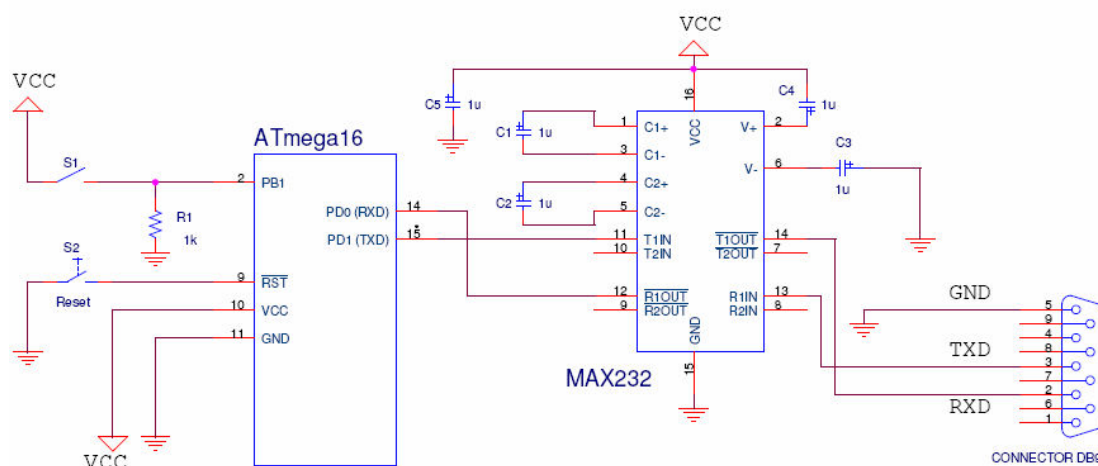 VCC
VCC
C5
1u
16
C4
1u
ATmega16
C1
1u
1
C1+
VCC
V+
2
3
C1-
C3
S1
2
PB1
C2
1u
4
C2+
V-
6
1u
5
C2-
R1
1k
PD0 (RXD)
14
PD1 (TXD)
15
11
T1IN
T1OUT
14
10
T2IN
T2OUT
7
S2
Reset
9
RST
12
R1OUT
R1IN
13
9
R2OUT
R2IN
8
10
VCC
11
GND
GND
15
MAX232
GND
5
9
4
TXD
8
3
7
2
RXD
6
1
VCC
CONNECTOR DB9